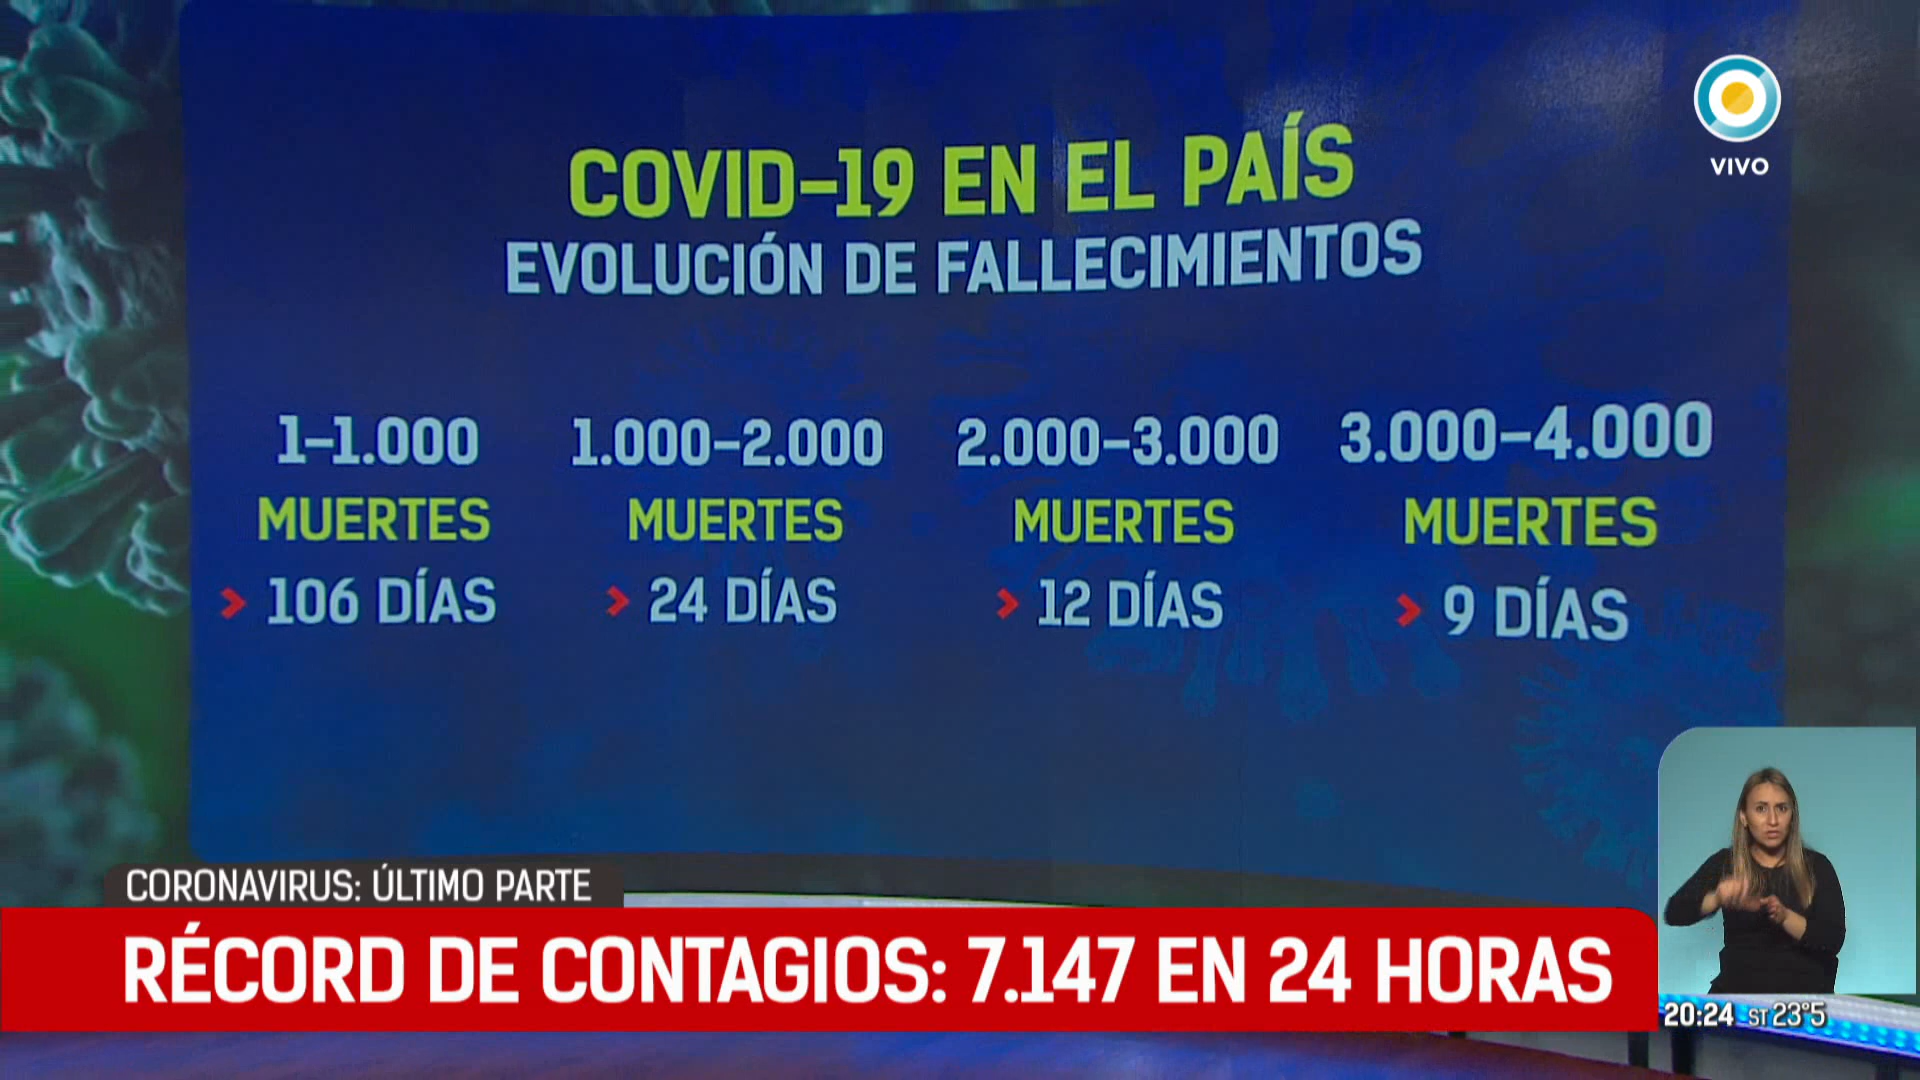 VIVO
COVID-19 EN EL PAÍS
EVOLUCIÓN DE FALLECIMIENTOS
1-1.000
MUERTES
> 106 DÍAS
1.000-2.000
MUERTES
> 24 DÍAS
2.000-3.000
MUERTES
> 12 DÍAS
3.000-4.000
MUERTES
> 9 DÍAS
CORONAVIRUS: ÚLTIMO PARTE
RÉCORD DE CONTAGIOS: 7.147 EN 24 HORAS
20:24 ST 23°5